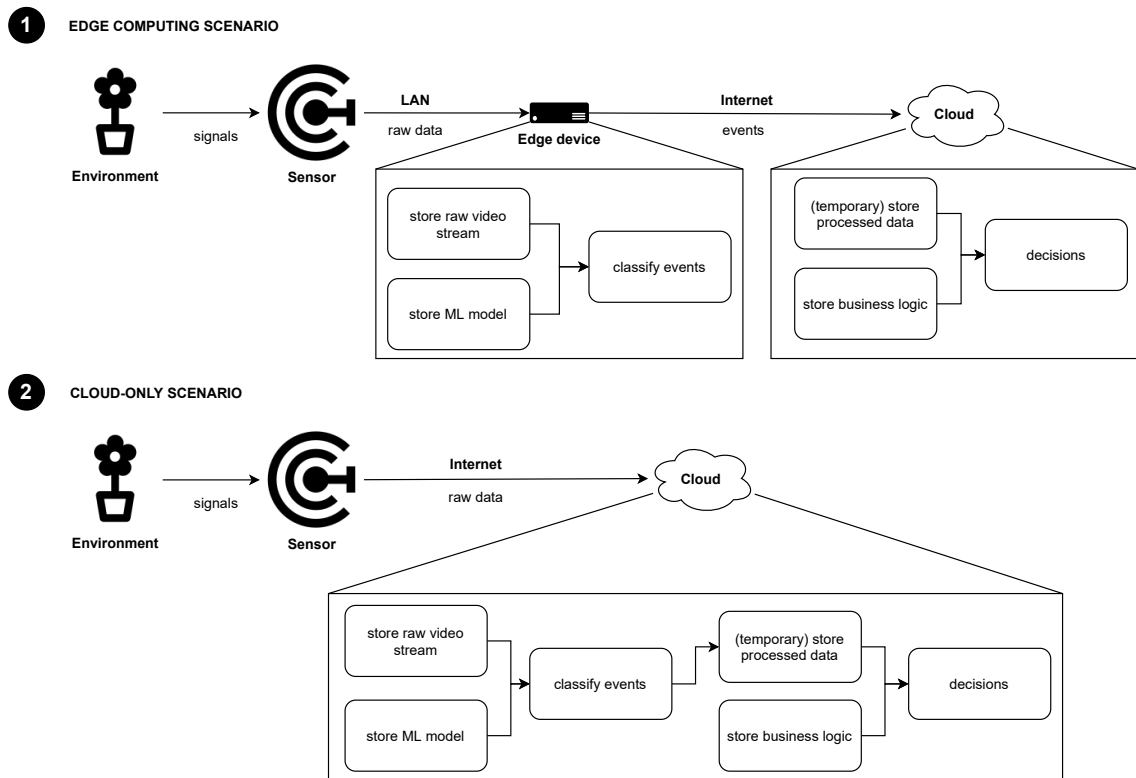 1
EDGE COMPUTING SCENARIO
LAN
Internet
Cloud
signals
raw data
Edge device
events
Environment
Sensor
store raw video
stream
(temporary) store
processed data
classify events
decisions
store ML model
store business logic
2
CLOUD-ONLY SCENARIO
Internet
Cloud
signals
raw data
Environment
Sensor
store raw video
stream
(temporary) store
processed data
classify events
decisions
store ML model
store business logic